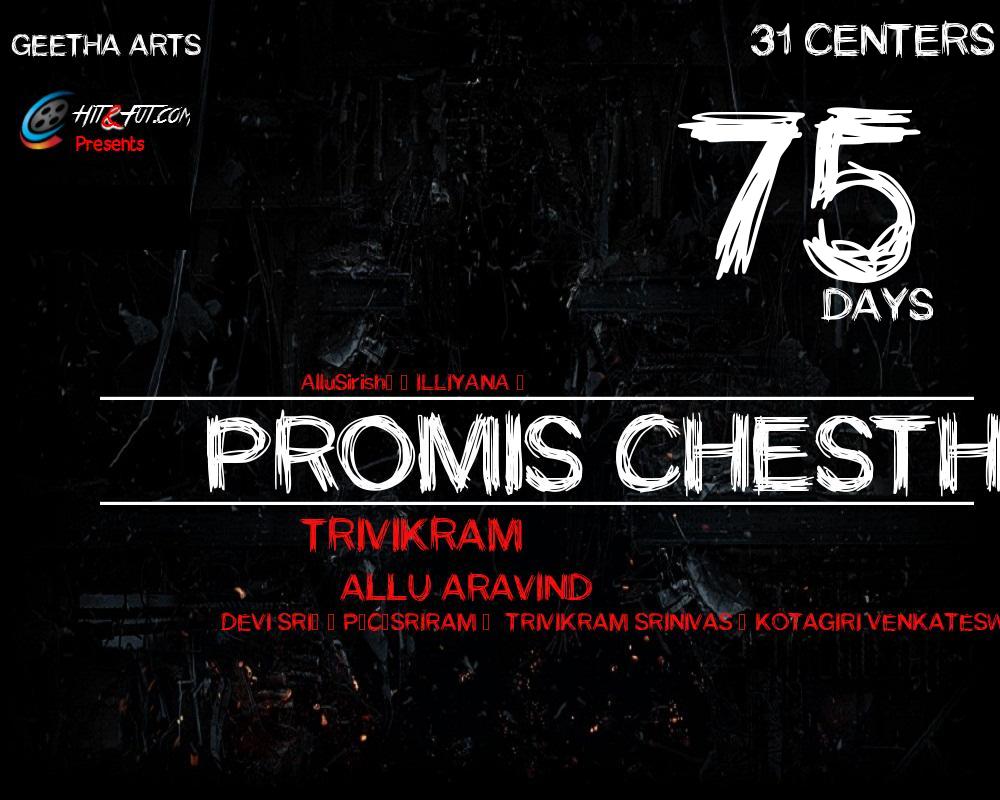 GEETHA ARTS
31 CENTERS
HIT&FUT.COM
Presents
75
DAYS
AlluSirish ILLIYANA
PROMIS CHESTH
TRIVIKRAM
ALLU ARAVIND
DEVI SRI P C SRIRAM TRIVIKRAM SRINIVAS KOTAGIRI VENKATESW